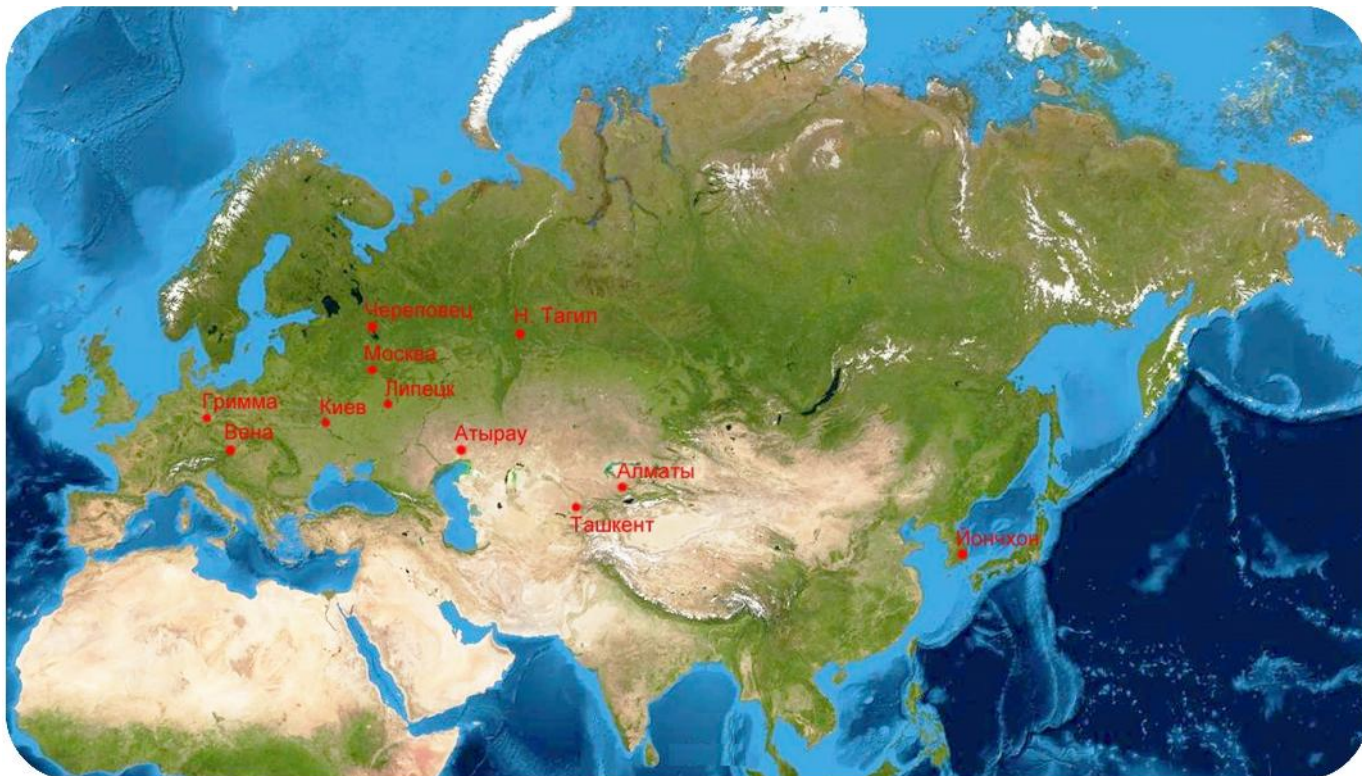 Череповец
Н. Тагил
Москва
Липецк
Гримма
Киев
Вена
Атырау
Алматы
Ташкент
Йончхон